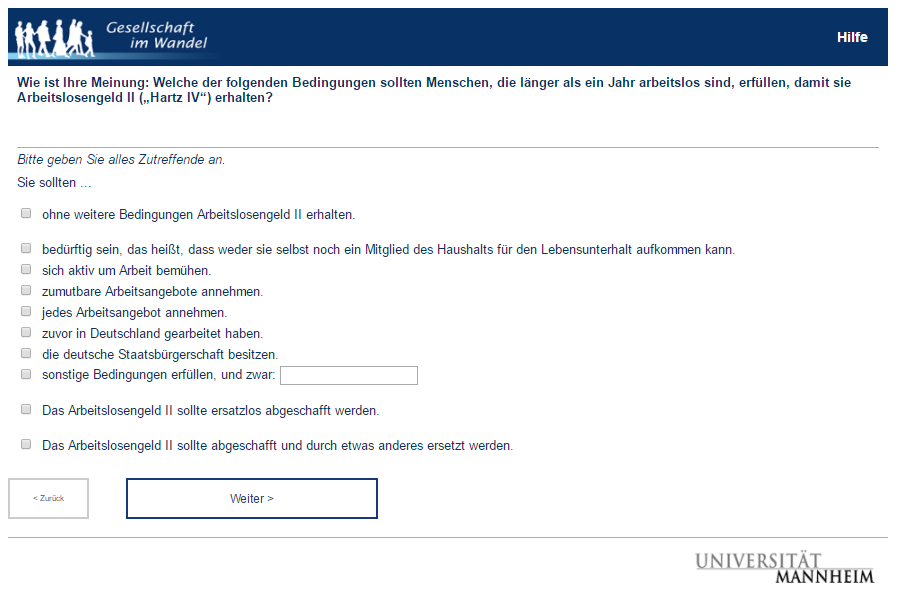 Gesellschaft
im Wandel
Hilfe
Wie ist Ihre Meinung: Welche der folgenden Bedingungen sollten Menschen, die länger als ein Jahr arbeitslos sind, erfüllen, damit sie
Arbeitslosengeld II („Hartz IV“) erhalten?
Bitte geben Sie alles Zutreffende an.
Sie sollten ...
ohne weitere Bedingungen Arbeitslosengeld II erhalten.
bedürftig sein, das heißt, dass weder sie selbst noch ein Mitglied des Haushalts für den Lebensunterhalt aufkommen kann.
sich aktiv um Arbeit bemühen.
zumutbare Arbeitsangebote annehmen.
jedes Arbeitsangebot annehmen.
zuvor in Deutschland gearbeitet haben.
die deutsche Staatsbürgerschaft besitzen.
sonstige Bedingungen erfüllen, und zwar:
Das Arbeitslosengeld II sollte ersatzlos abgeschafft werden.
Das Arbeitslosengeld II sollte abgeschafft und durch etwas anderes ersetzt werden.
< Zurück
Weiter >
UNIVERSITÄT
MANNHEIM